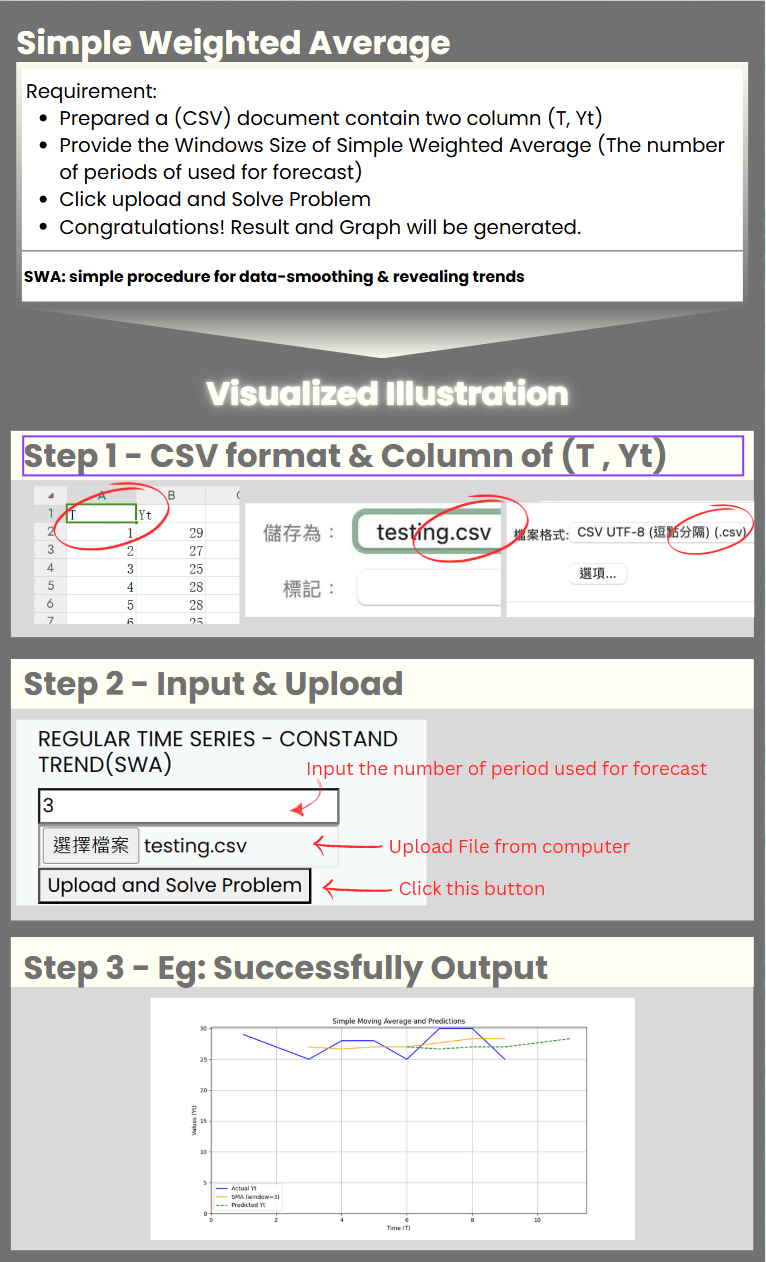 Simple Weighted Average
Requirement:
Prepared a (CSV) document contain two column (T, Yt)
Provide the Windows Size of Simple Weighted Average (The number
of periods of used for forecast)
Click upload and Solve Problem
Congratulations! Result and Graph will be generated.
SWA: simple procedure for data-smoothing & revealing trends
Visualized Illustration
Step 1 - CSV format & Column of (T , Yt)
A B
1 T Yt
2 1 29
3 2 27
4 3 25
5 4 28
6 5 28
7 6 25
儲存為：
testing.csv
標記：
檔案格式:
CSV UTF-8 (逗點分隔) (.csv)
選項...
Step 2 - Input & Upload
REGULAR TIME SERIES - CONSTAND
TREND(SWA)
Input the number of period used for forecast
3
選擇檔案 testing.csv
Upload File from computer
Upload and Solve Problem
Click this button
Step 3 - Eg: Successfully Output
Simple Moving Average and Predictions
30
25
20
15
10
5
0
Values (Yt)
Actual Yt
SMA (window=3)
Predicted Yt
0 2 4 6 8 10
Time (T)